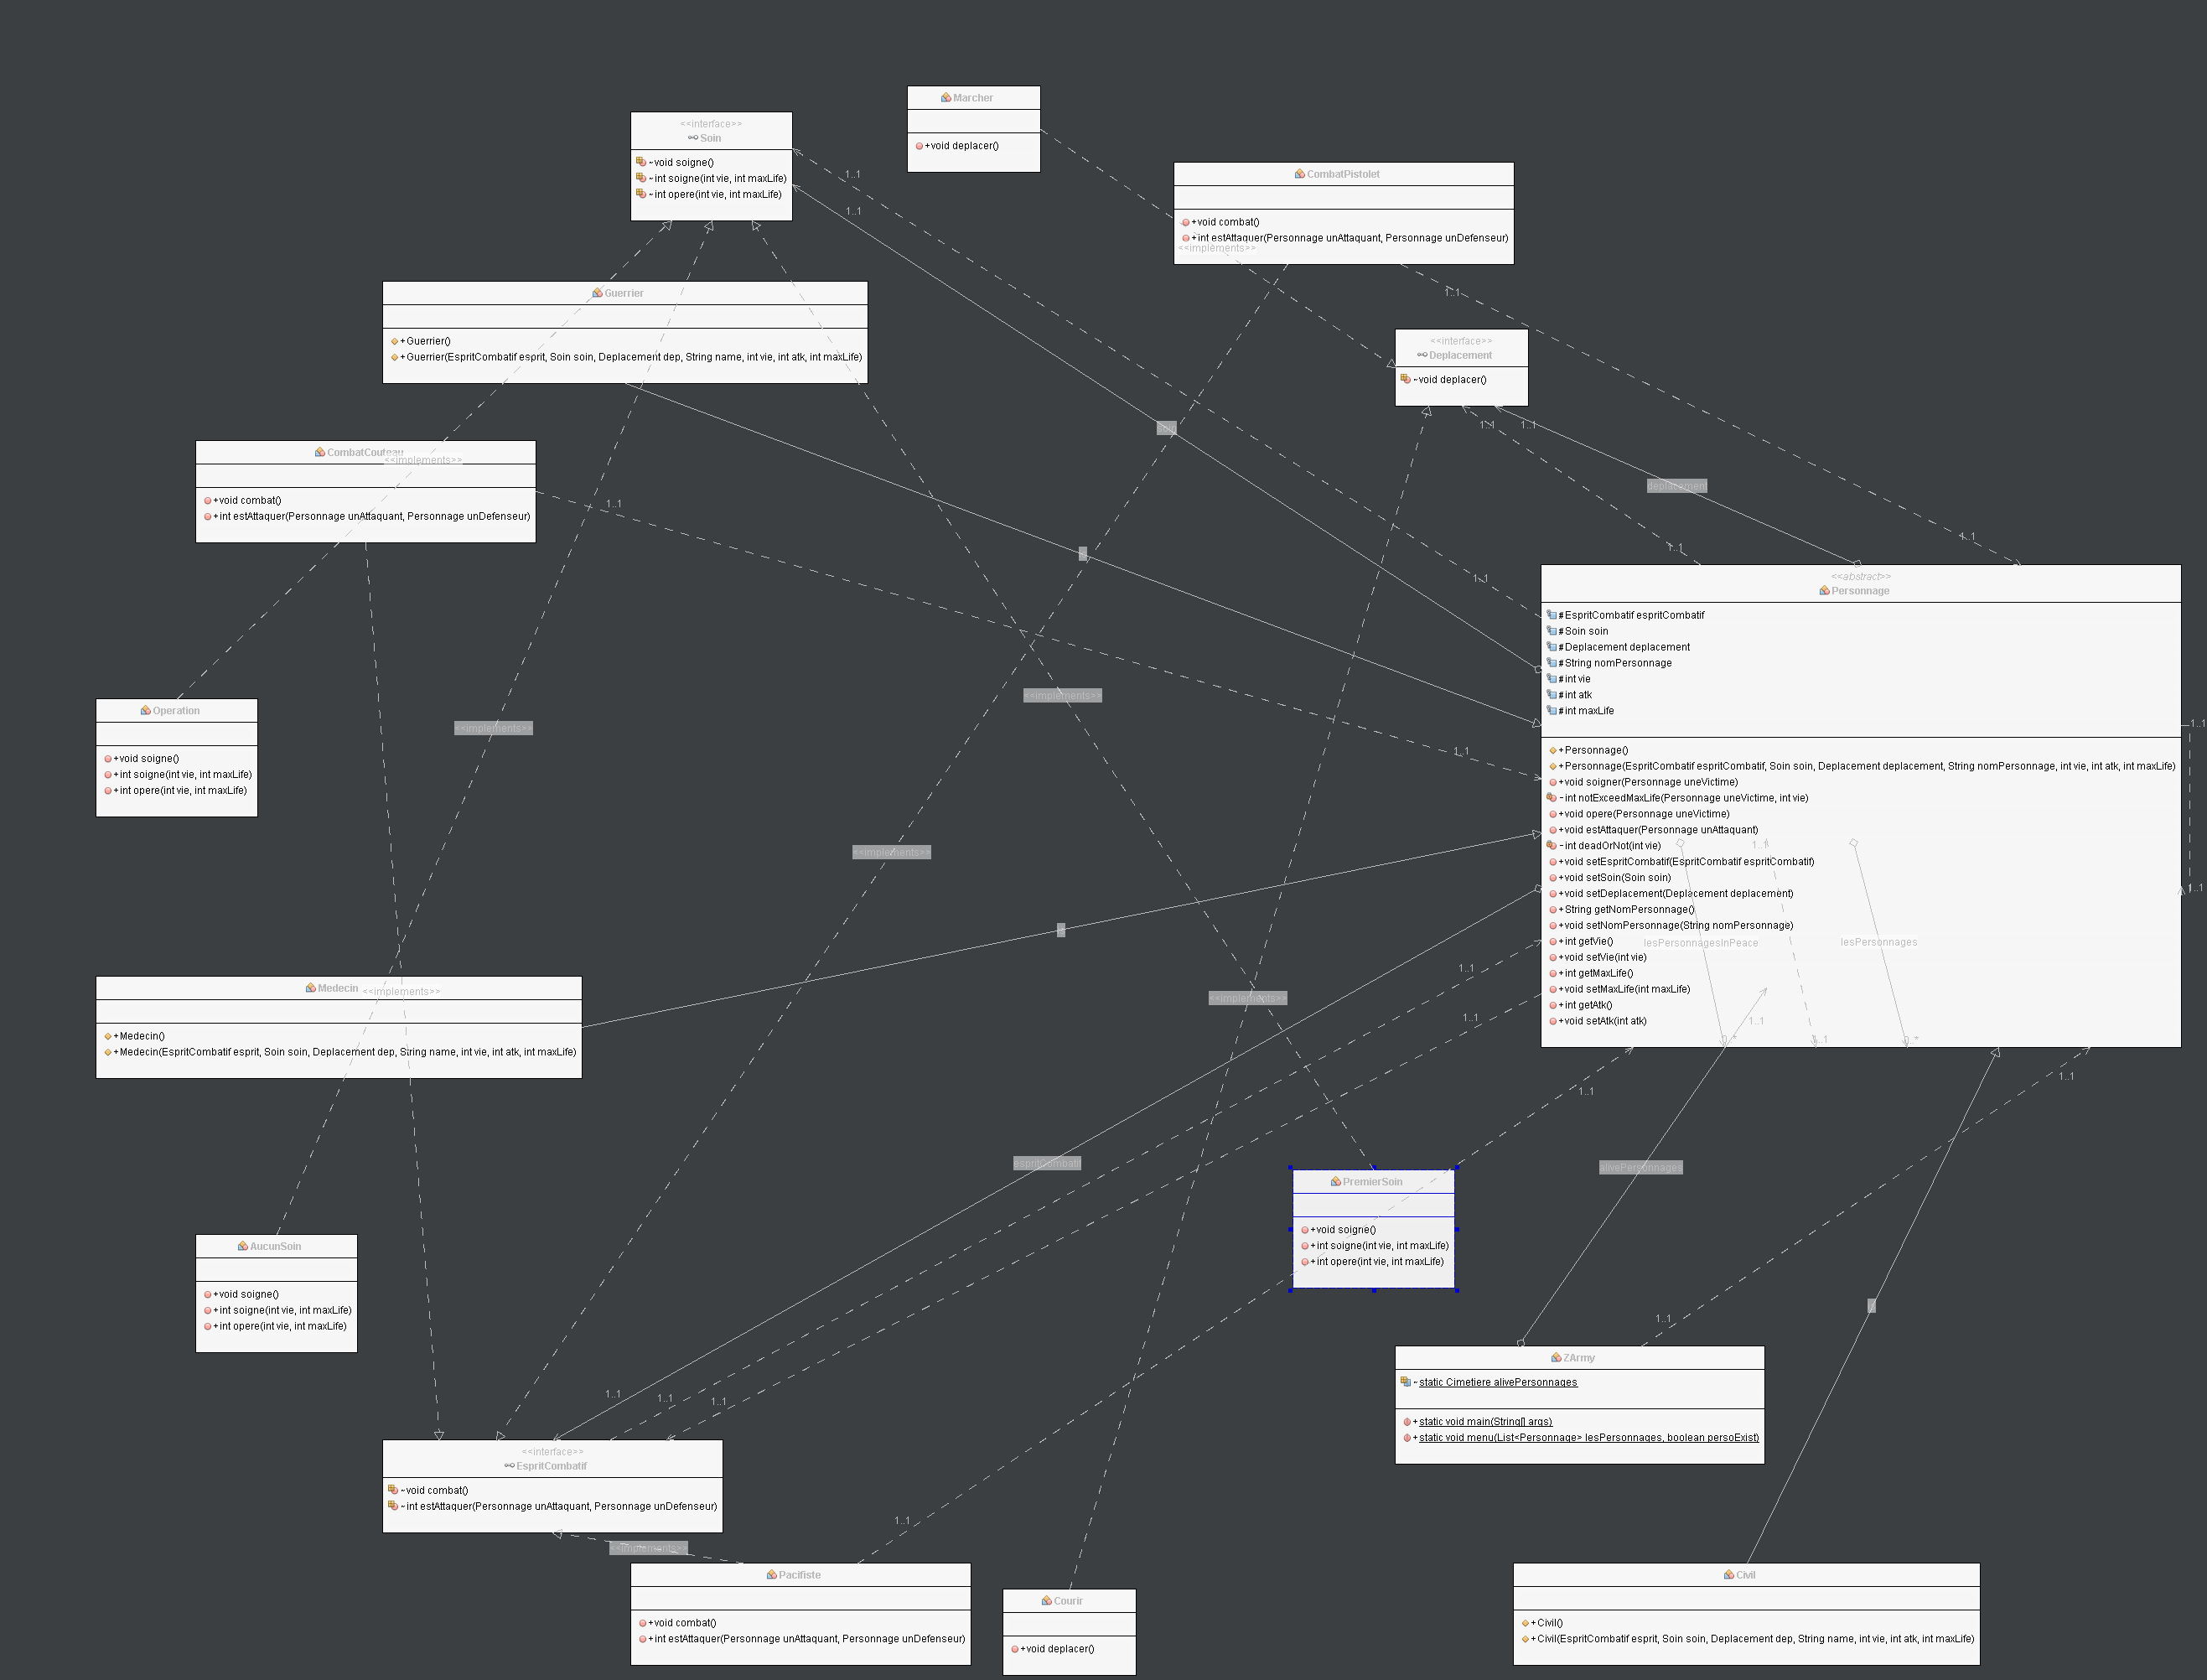 Marcher
+void deplacer()
<<interface>>
Soin
~void soigne()
~int soigne(int vie, int maxLife)
~int opere(int vie, int maxLife)
CombatPistolet
+void combat()
+int estAttaquer(Personnage unAttaquant, Personnage unDefenseur)
<<implements>>
1..1
1..1
1..1
Guerrier
+Guerrier()
+Guerrier(EspritCombatif esprit, Soin soin, Deplacement dep, String name, int vie, int atk, int maxLife)
<<interface>>
Deplacement
~void deplacer()
1..1
1..1
soin
CombatCouteau
<<implements>>
+void combat()
+int estAttaquer(Personnage unAttaquant, Personnage unDefenseur)
1..1
deplacement
1..1
1..1
1..1
<<abstract>>
Personnage
#EspritCombatif espritCombatif
#Soin soin
#Deplacement deplacement
#String nomPersonnage
#int vie
#int atk
#int maxLife
1..1
1..1
+Personnage()
+Personnage(EspritCombatif espritCombatif, Soin soin, Deplacement deplacement, String nomPersonnage, int vie, int atk, int maxLife)
+void soigner(Personnage uneVictime)
-int notExceedMaxLife(Personnage uneVictime, int vie)
+void opere(Personnage uneVictime)
+void estAttaquer(Personnage unAttaquant)
-int deadOrNot(int vie)
1..1
+void setEspritCombatif(EspritCombatif espritCombatif)
+void setSoin(Soin soin)
+void setDeplacement(Deplacement deplacement)
1..1
+String getNomPersonnage()
+void setNomPersonnage(String nomPersonnage)
+int getVie()
lesPersonnagesInPeace
lesPersonnages
+void setVie(int vie)
+int getMaxLife()
+void setMaxLife(int maxLife)
+int getAtk()
+void setAtk(int atk)
1..1
0..*
1..1
0..*
<<implements>>
Operation
+void soigne()
+int soigne(int vie, int maxLife)
+int opere(int vie, int maxLife)
<<implements>>
<<implements>>
Medecin
<<implements>>
+Medecin()
+Medecin(EspritCombatif esprit, Soin soin, Deplacement dep, String name, int vie, int atk, int maxLife)
1..1
<<implements>>
1..1
1..1
1..1
espritCombatif
alivePersonnages
PremierSoin
+void soigne()
+int soigne(int vie, int maxLife)
+int opere(int vie, int maxLife)
AucunSoin
+void soigne()
+int soigne(int vie, int maxLife)
+int opere(int vie, int maxLife)
1..1
ZArmy
~static Cimetiere alivePersonnages
+static void main(String[] args)
+static void menu(List<Personnage> lesPersonnages, boolean persoExist)
1..1
1..1
1..1
<<interface>>
EspritCombatif
~void combat()
~int estAttaquer(Personnage unAttaquant, Personnage unDefenseur)
1..1
<<implements>>
Pacifiste
+void combat()
+int estAttaquer(Personnage unAttaquant, Personnage unDefenseur)
Courir
+void deplacer()
Civil
+Civil()
+Civil(EspritCombatif esprit, Soin soin, Deplacement dep, String name, int vie, int atk, int maxLife)